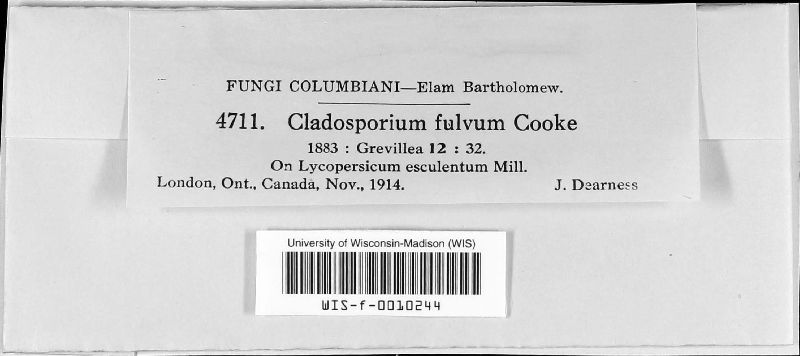 FUNGI COLUMBIANI—Elam Bartholomew.
4711. Cladosporium fulvum Cooke
1883 : Grevillea 12 : 32.
On Lycopersicum esculentum Mill.
London, Ont., Canada, Nov., 1914. J. Dearness
University of Wisconsin-Madison (WIS)
WIS-f-0010244